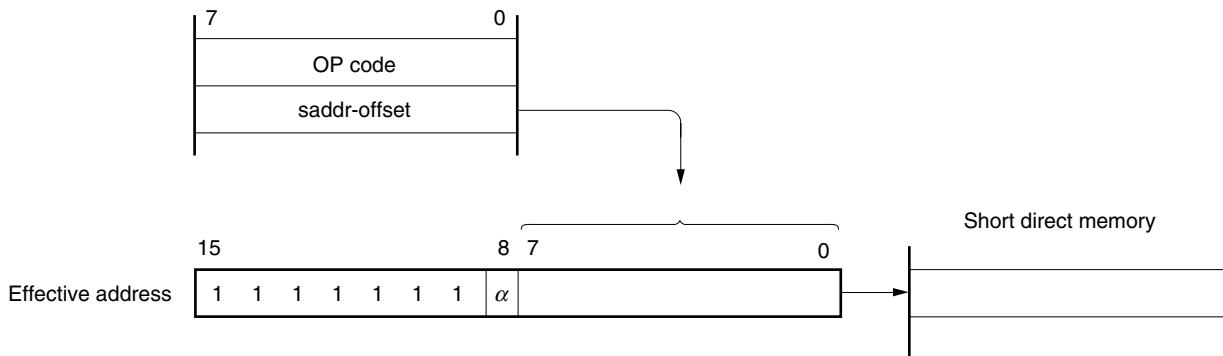 7 0
OP code
saddr-offset
Short direct memory
15 8 7 0
Effective address 1 1 1 1 1 1 1 α